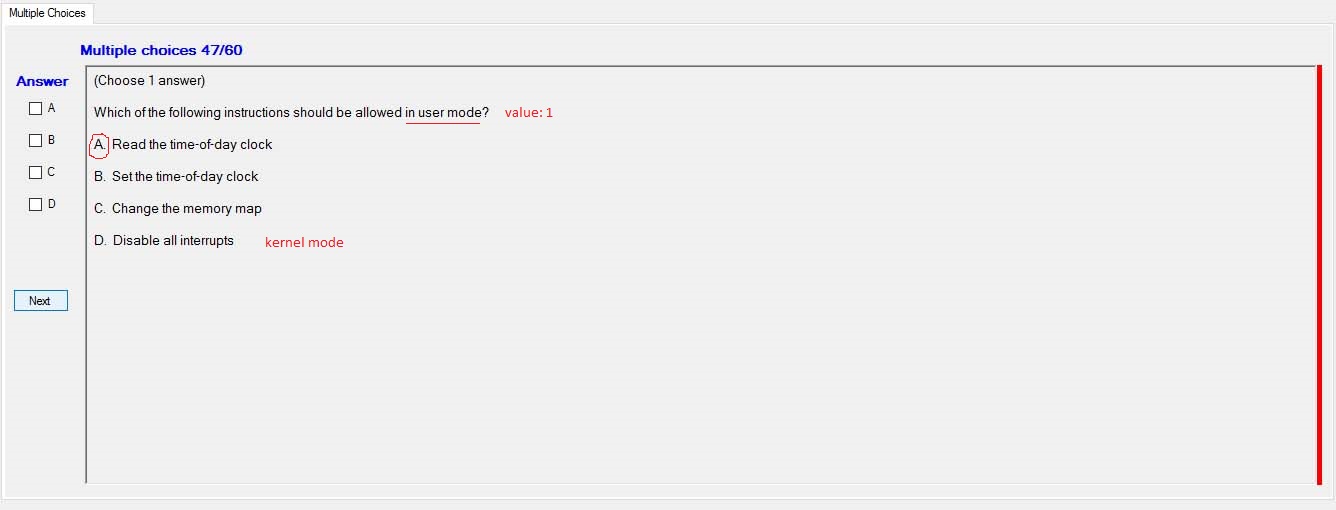 Multiple Choices
Multiple choices 47/60
Answer
(Choose 1 answer)
A
Which of the following instructions should be allowed in user mode? value: 1
B
A. Read the time-of-day clock
C
B. Set the time-of-day clock
D
C. Change the memory map
D. Disable all interrupts kernel mode
Next